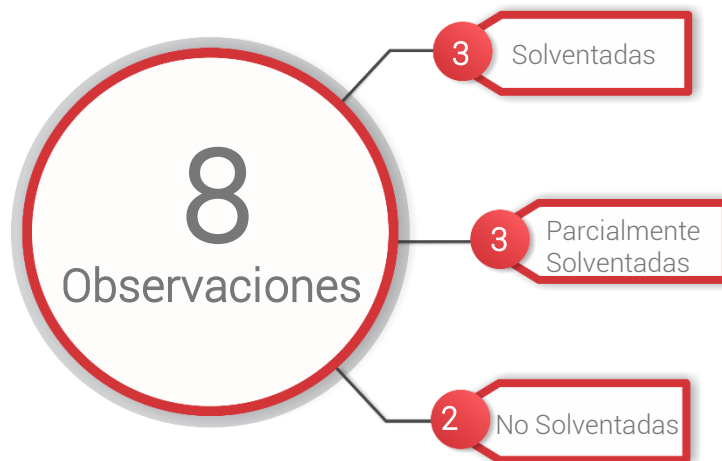 8
Observaciones
3
Solventadas
3
Parcialmente
Solventadas
2
No Solventadas